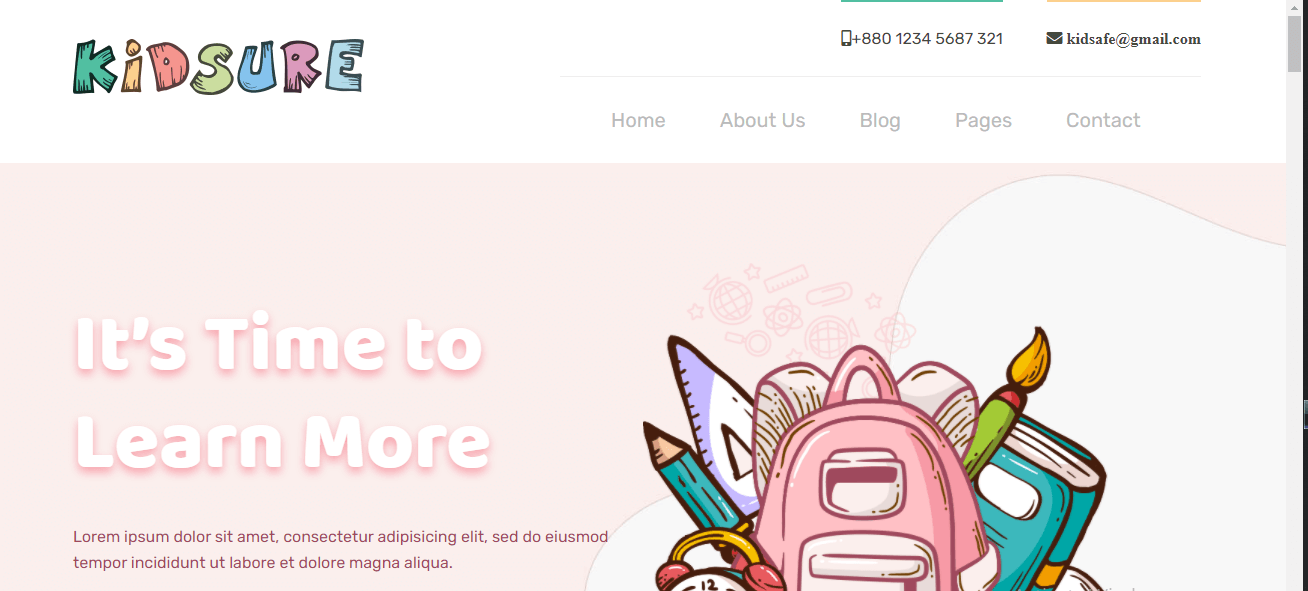 KiDSURE
+880 1234 5687 321
kidsafe@gmail.com
Home About Us Blog Pages Contact
It’s Time to
Learn More
Lorem ipsum dolor sit amet, consectetur adipisicing elit, sed do eiusmod
tempor incididunt ut labore et dolore magna aliqua.
12